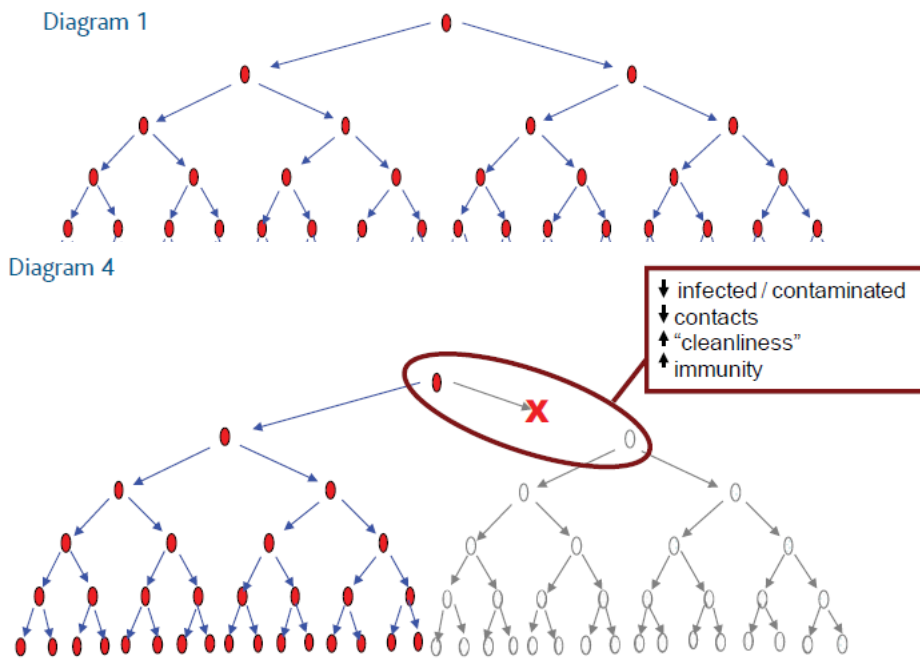 Diagram 1
Diagram 4
↓ infected / contaminated
↓ contacts
↑ "cleanliness"
↑ immunity
X